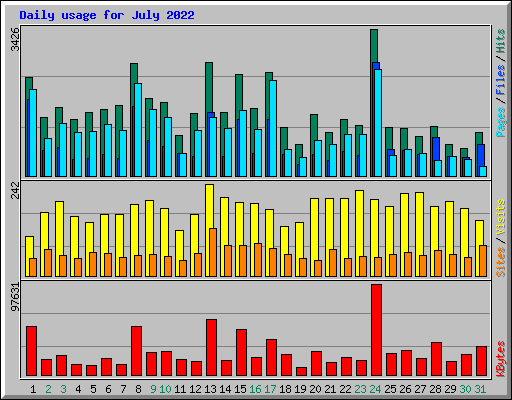 Daily usage for July 2022
3426
Pages / Files / Hits
242
Sites / Visits
97631
KBytes
1 2 3 4 5 6 7 8 9 10 11 12 13 14 15 16 17 18 19 20 21 22 23 24 25 26 27 28 29 30 31